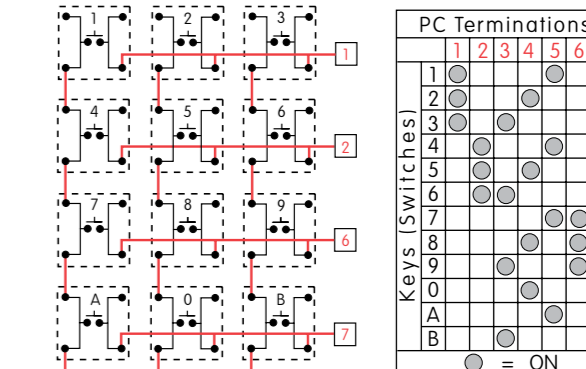 1 2 3
1
4 5 6
2
7 8 9
6
A 0 B
7
PC Terminations
1 2 3 4 5 6
Keys (Switches)
1
2
3
4
5
6
7
8
9
0
A
B
= ON